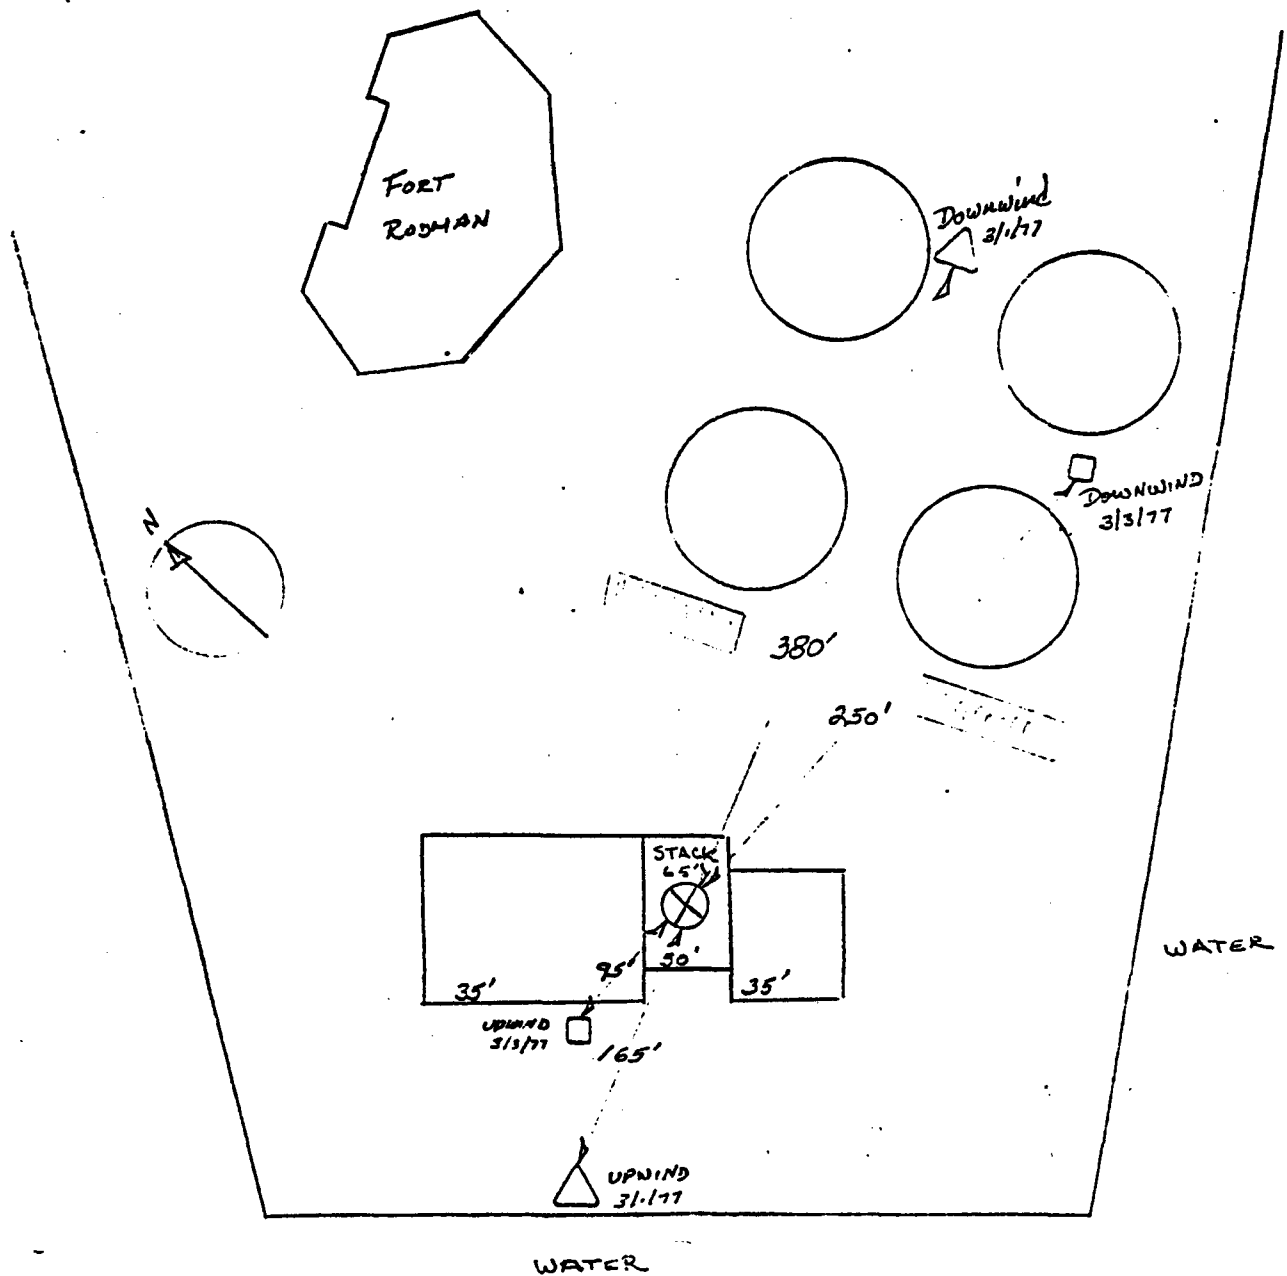 FORT
RODMAN
Downwind
3/1/77
N
DOWNWIND
3/3/77
380'
250'
STACK
65'
95'
50'
35'
35'
WATER
UPWIND
3/3/77
165'
UPWIND
3/1/77
WATER